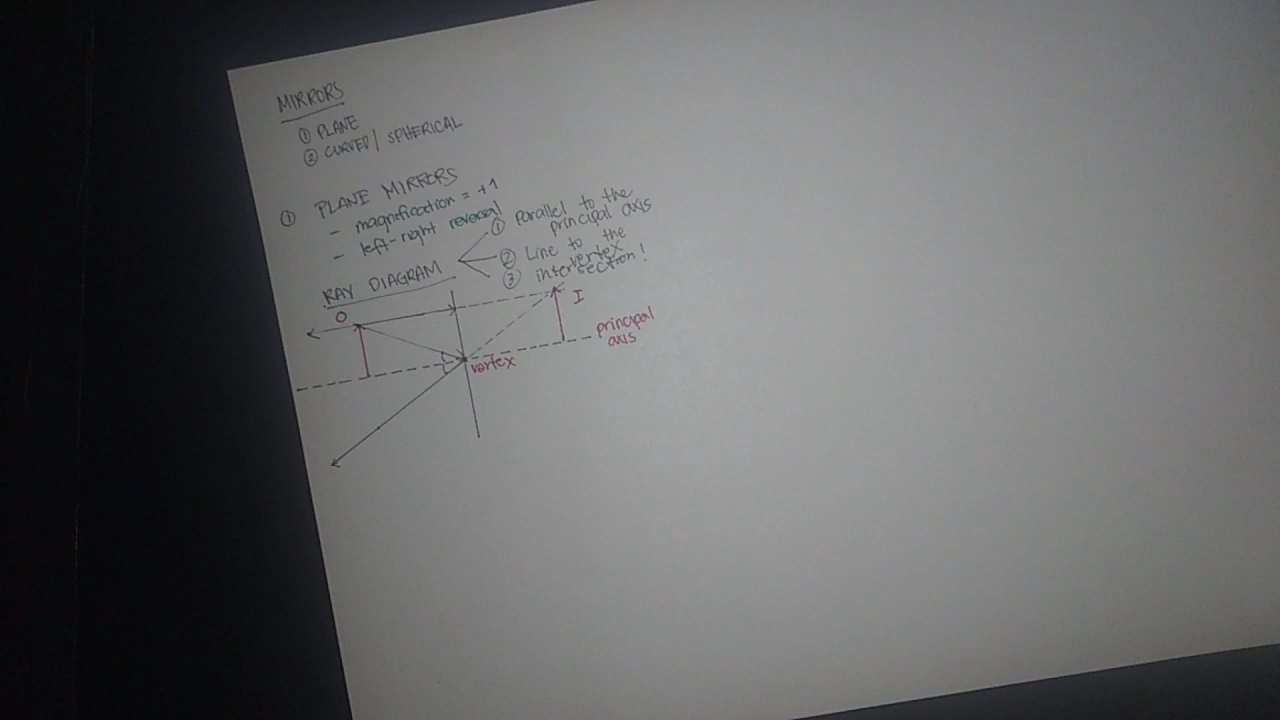 MIRRORS
① PLANE
② CURVED / SPHERICAL
① PLANE MIRRORS
- magnification = +1
- left-right reversal
RAY DIAGRAM
① Parallel to the
principal axis
② Line to the
vertex
③ intersection!
O
I
vertex
principal
axis